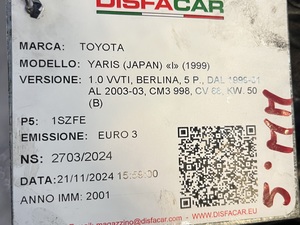 DISFACAR
MARCA: TOYOTA
MODELLO: YARIS (JAPAN) «I» (1999)
VERSIONE: 1.0 VVTI, BERLINA, 5 P., DAL 1999-01
AL 2003-03, CM3 998, CV 68, KW. 50
(B)
P5: 1SZFE
EMISSIONE EURO 3
NS: 2703/2024
DATA: 21/11/2024 15:59:00
ANNO IMM: 2001
magazzino@disfacar.it
WWW.DISFACAR.EU